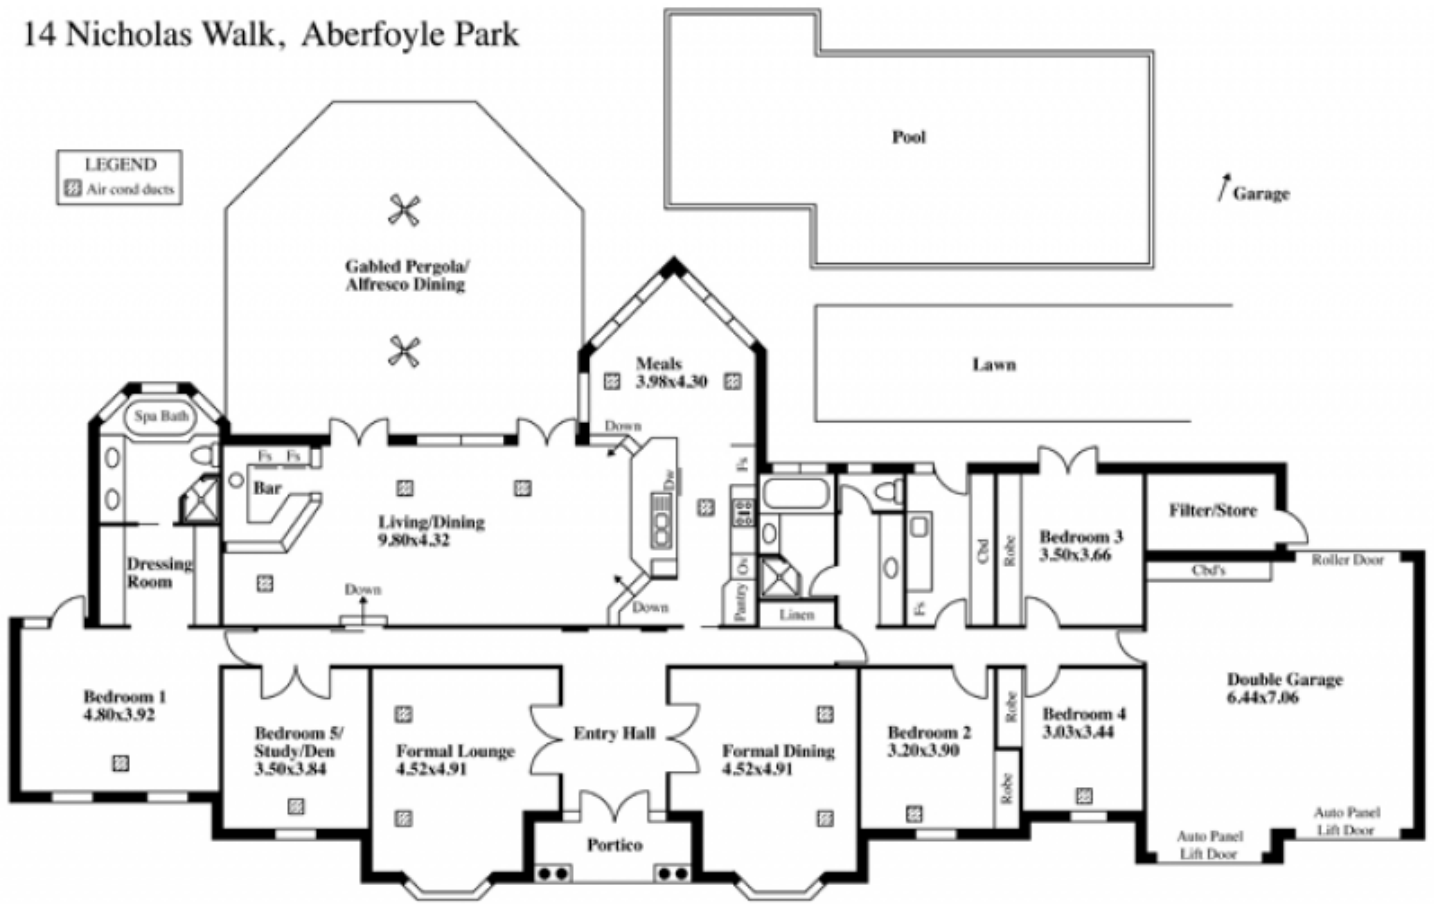 14 Nicholas Walk, Aberfoyle Park
Pool
LEGEND
Air cond ducts
Garage
Gabled Pergola/
Alfresco Dining
Meals
3.98x4.30
Lawn
Spa Bath
Down
Fs Fs
Bar
Living/Dining
9.80x4.32
Dw
Fs
Filter/Store
Bedroom 3
3.50x3.66
Cbd
Robe
Dressing
Room
Roller Door
Cbd's
Ov
Down
Down
Pantry
Linen
Fs
Double Garage
6.44x7.06
Bedroom 1
4.80x3.92
Robe
Bedroom 4
3.03x3.44
Bedroom 5/
Study/Den
3.50x3.84
Formal Lounge
4.52x4.91
Entry Hall
Formal Dining
4.52x4.91
Bedroom 2
3.20x3.90
Robe
Portico
Auto Panel
Lift Door
Auto Panel
Lift Door